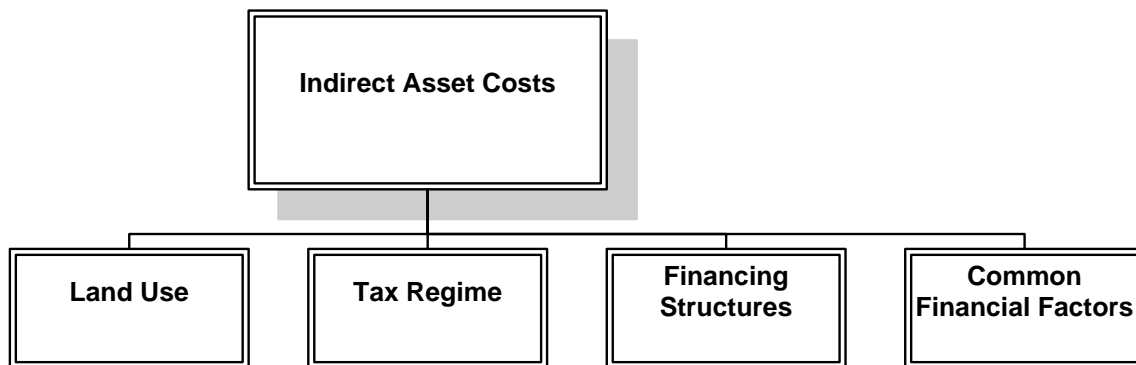 Indirect Asset Costs
Land Use
Tax Regime
Financing
Structures
Common
Financial Factors